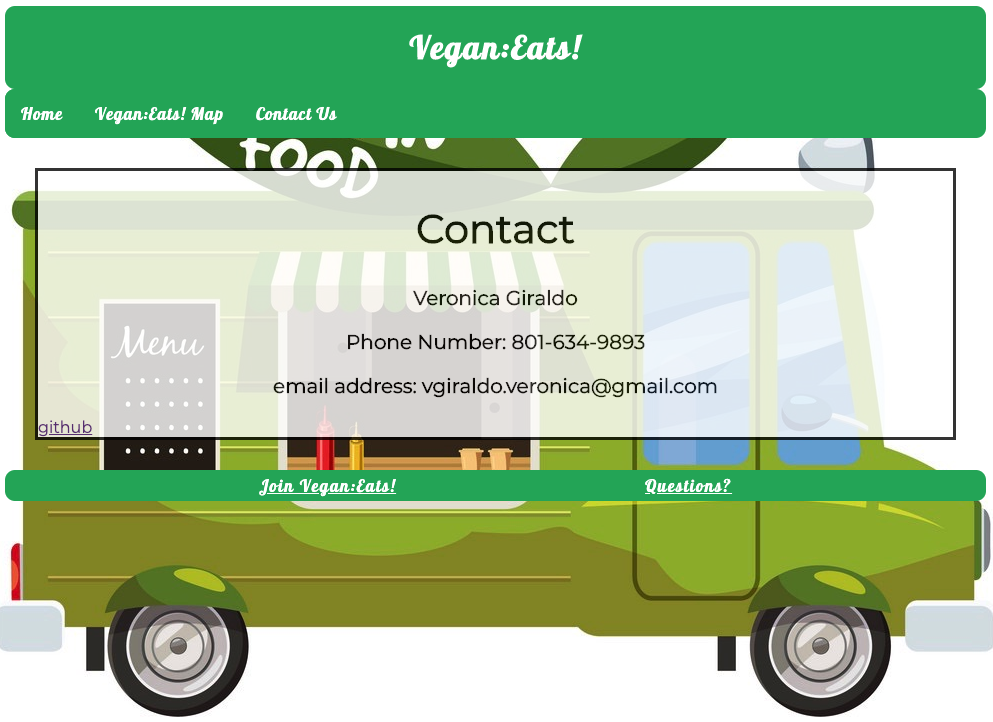 Vegan:Eats!
Home Vegan:Eats! Map Contact Us
IN
FOOD
Contact
Menu
Veronica Giraldo
Phone Number: 801-634-9893
email address: vgiraldo.veronica@gmail.com
github
Join Vegan:Eats! Questions?